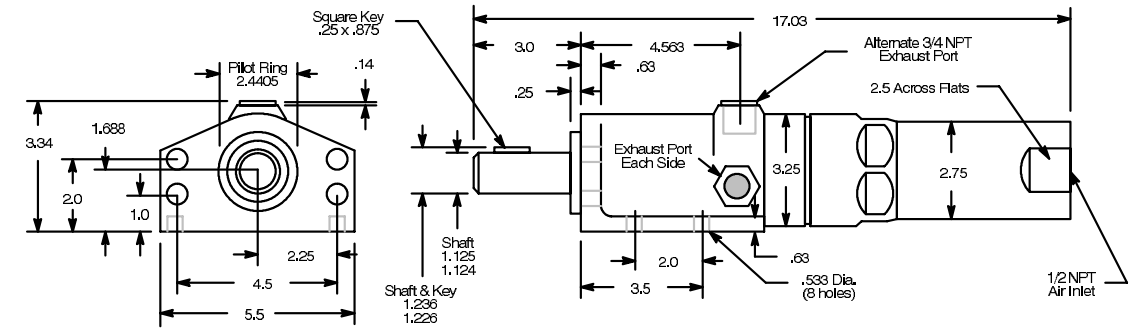 Square Key
.25 x .875
17.03
3.0
4.563
Alternate 3/4 NPT
Exhaust Port
.63
.25
2.5 Across Flats
Pilot Ring
2.4405
.14
3.34
1.688
2.0
1.0
2.25
4.5
5.5
Exhaust Port
Each Side
3.25
2.75
Shaft
1.125
1.124
Shaft & Key
1.236
1.226
2.0
3.5
.63
.533 Dia.
(8 holes)
1/2 NPT
Air Inlet